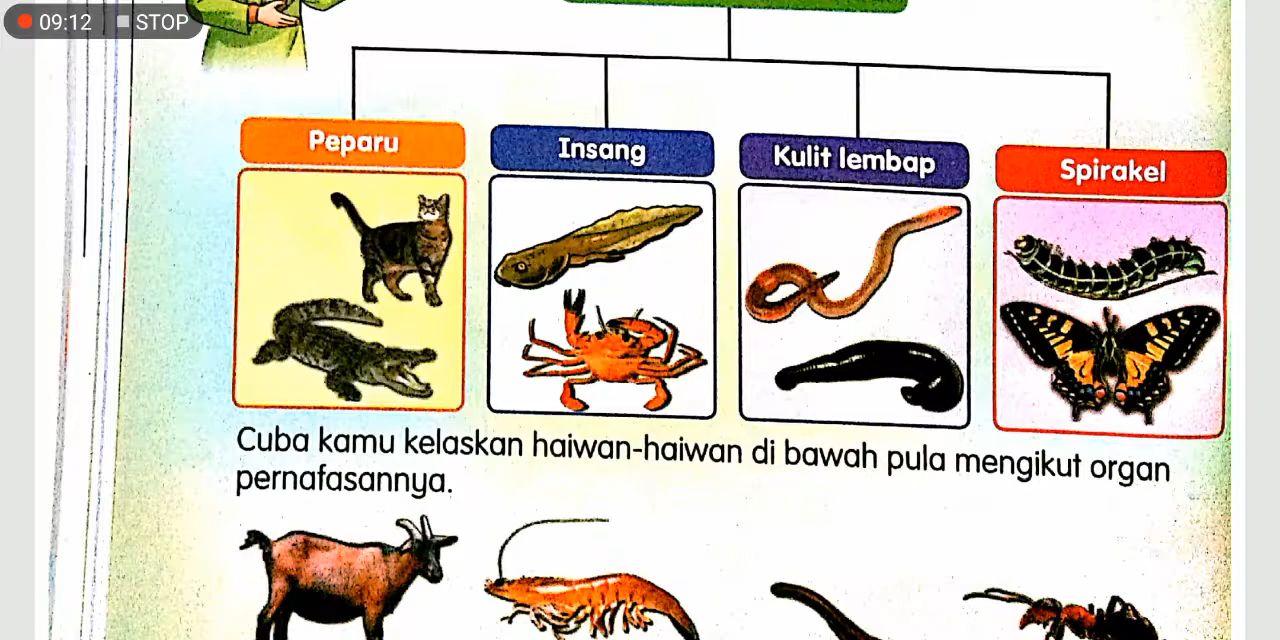 09:12 STOP
Peparu
Insang
Kulit lembap
Spirakel
Cuba kamu kelaskan haiwan-haiwan di bawah pula mengikut organ
pernafasannya.